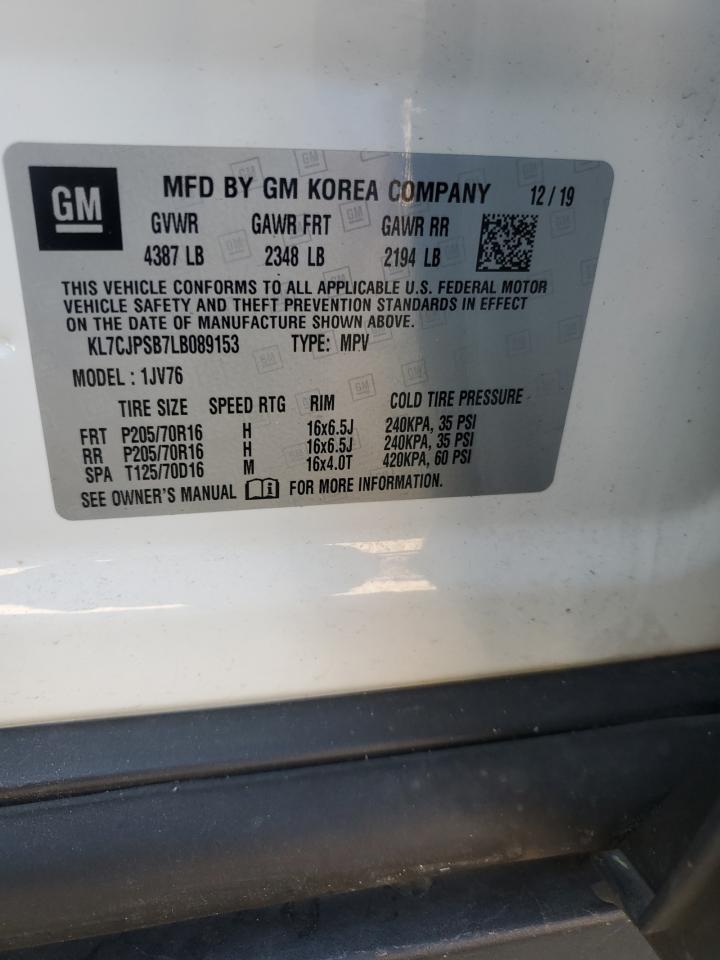 GM MFD BY GM KOREA COMPANY 12 / 19
GVWR GAWR FRT GAWR RR
4387 LB 2348 LB 2194 LB
THIS VEHICLE CONFORMS TO ALL APPLICABLE U.S. FEDERAL MOTOR
VEHICLE SAFETY AND THEFT PREVENTION STANDARDS IN EFFECT
ON THE DATE OF MANUFACTURE SHOWN ABOVE.
KL7CJPSB7LB089153 TYPE: MPV
MODEL : 1JV76
TIRE SIZE SPEED RTG RIM COLD TIRE PRESSURE
FRT P205/70R16 H 16x6.5J 240KPA, 35 PSI
RR P205/70R16 H 16x6.5J 240KPA, 35 PSI
SPA T125/70D16 M 16x4.0T 420KPA, 60 PSI
SEE OWNER'S MANUAL FOR MORE INFORMATION.